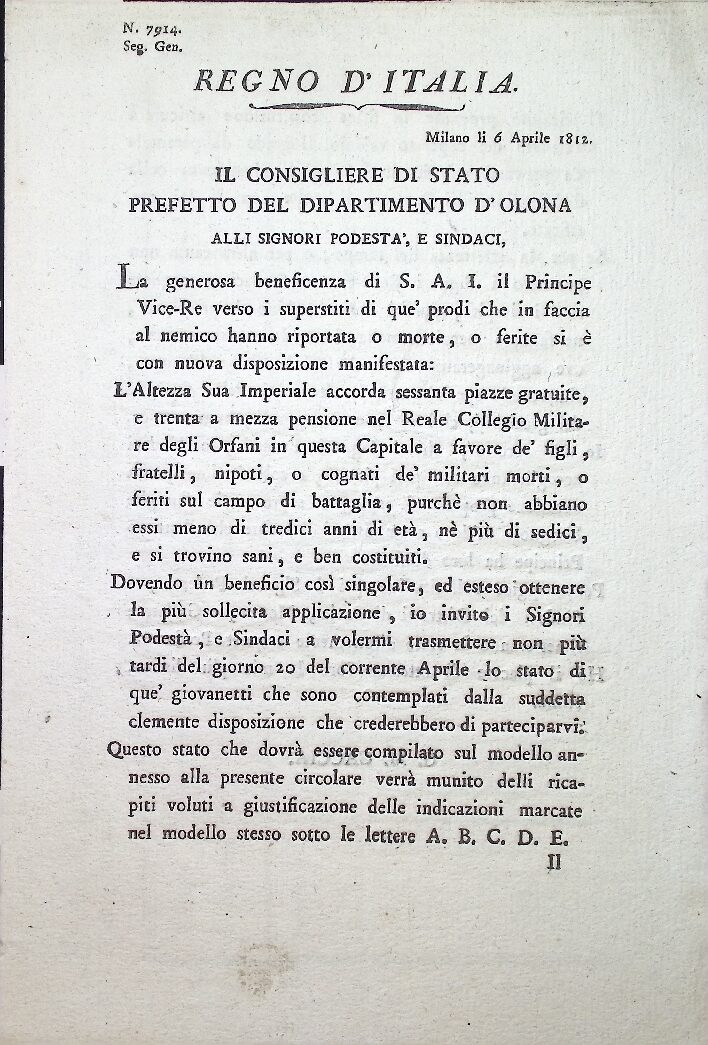 N. 7914.
Seg. Gen.
REGNO D' ITALIA.
Milano li 6 Aprile 1812.
IL CONSIGLIERE DI STATO
PREFETTO DEL DIPARTIMENTO D' OLONA
ALLI SIGNORI PODESTA', E SINDACI,
La generosa beneficenza di S. A. I. il Principe
Vice-Re verso i superstiti di que' prodi che in faccia
al nemico hanno riportata o morte, o ferite si è
con nuova disposizione manifestata:
L'Altezza Sua Imperiale accorda sessanta piazze gratuite,
e trenta a mezza pensione nel Reale Collegio Milita-
re degli Orfani in questa Capitale a favore de' figli,
fratelli, nipoti, o cognati de' militari morti, o
feriti sul campo di battaglia, purchè non abbiano
essi meno di tredici anni di età, nè più di sedici,
e si trovino sani, e ben costituiti.
Dovendo un beneficio così singolare, ed esteso ottenere
la più sollecita applicazione, io invito i Signori
Podestà, e Sindaci a volermi trasmettere non più
tardi del giorno 20 del corrente Aprile lo stato di
que' giovanetti che sono contemplati dalla suddetta
clemente disposizione che crederebbero di parteciparvi.
Questo stato che dovrà essere compilato sul modello an-
nesso alla presente circolare verrà munito delli rica-
piti voluti a giustificazione delle indicazioni marcate
nel modello stesso sotto le lettere A. B. C. D. E.
Il